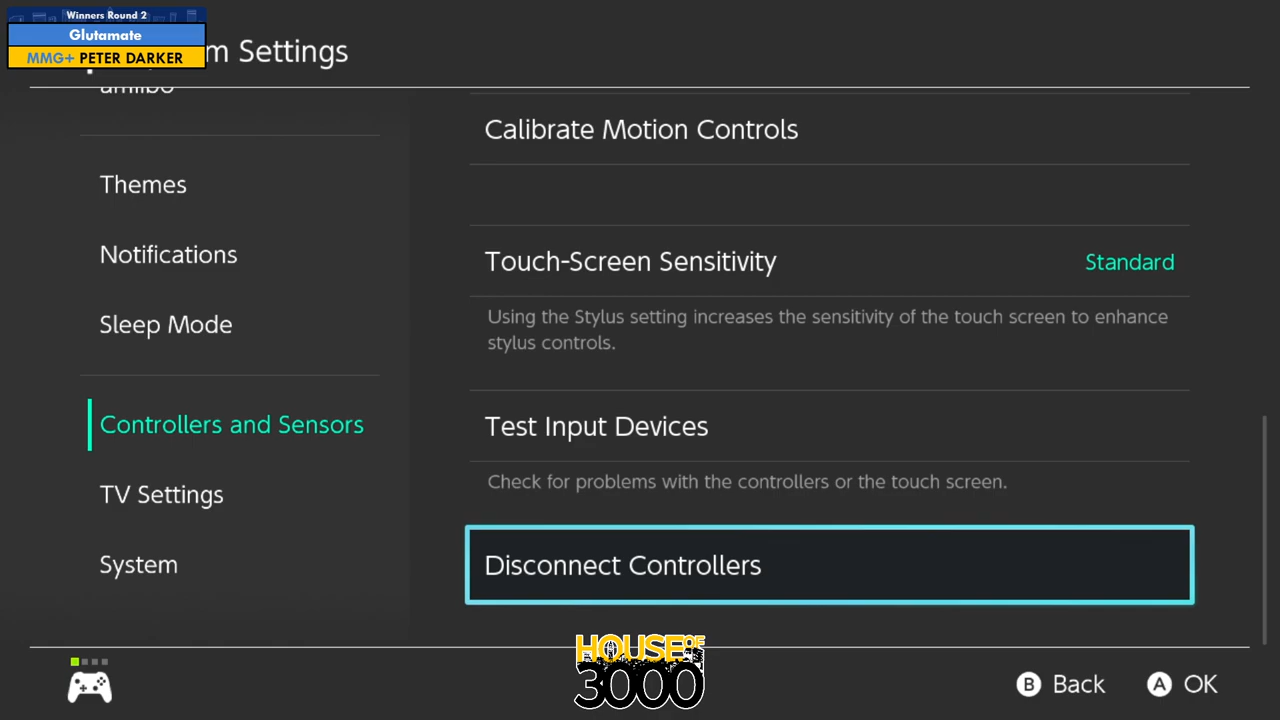 Winners Round 2
Glutamate
MMG+ PETER DARKER
m Settings
amiibo
Themes
Notifications
Sleep Mode
Controllers and Sensors
TV Settings
System
Calibrate Motion Controls
Touch-Screen Sensitivity Standard
Using the Stylus setting increases the sensitivity of the touch screen to enhance
stylus controls.
Test Input Devices
Check for problems with the controllers or the touch screen.
Disconnect Controllers
HOUSE OF
3000
B Back A OK